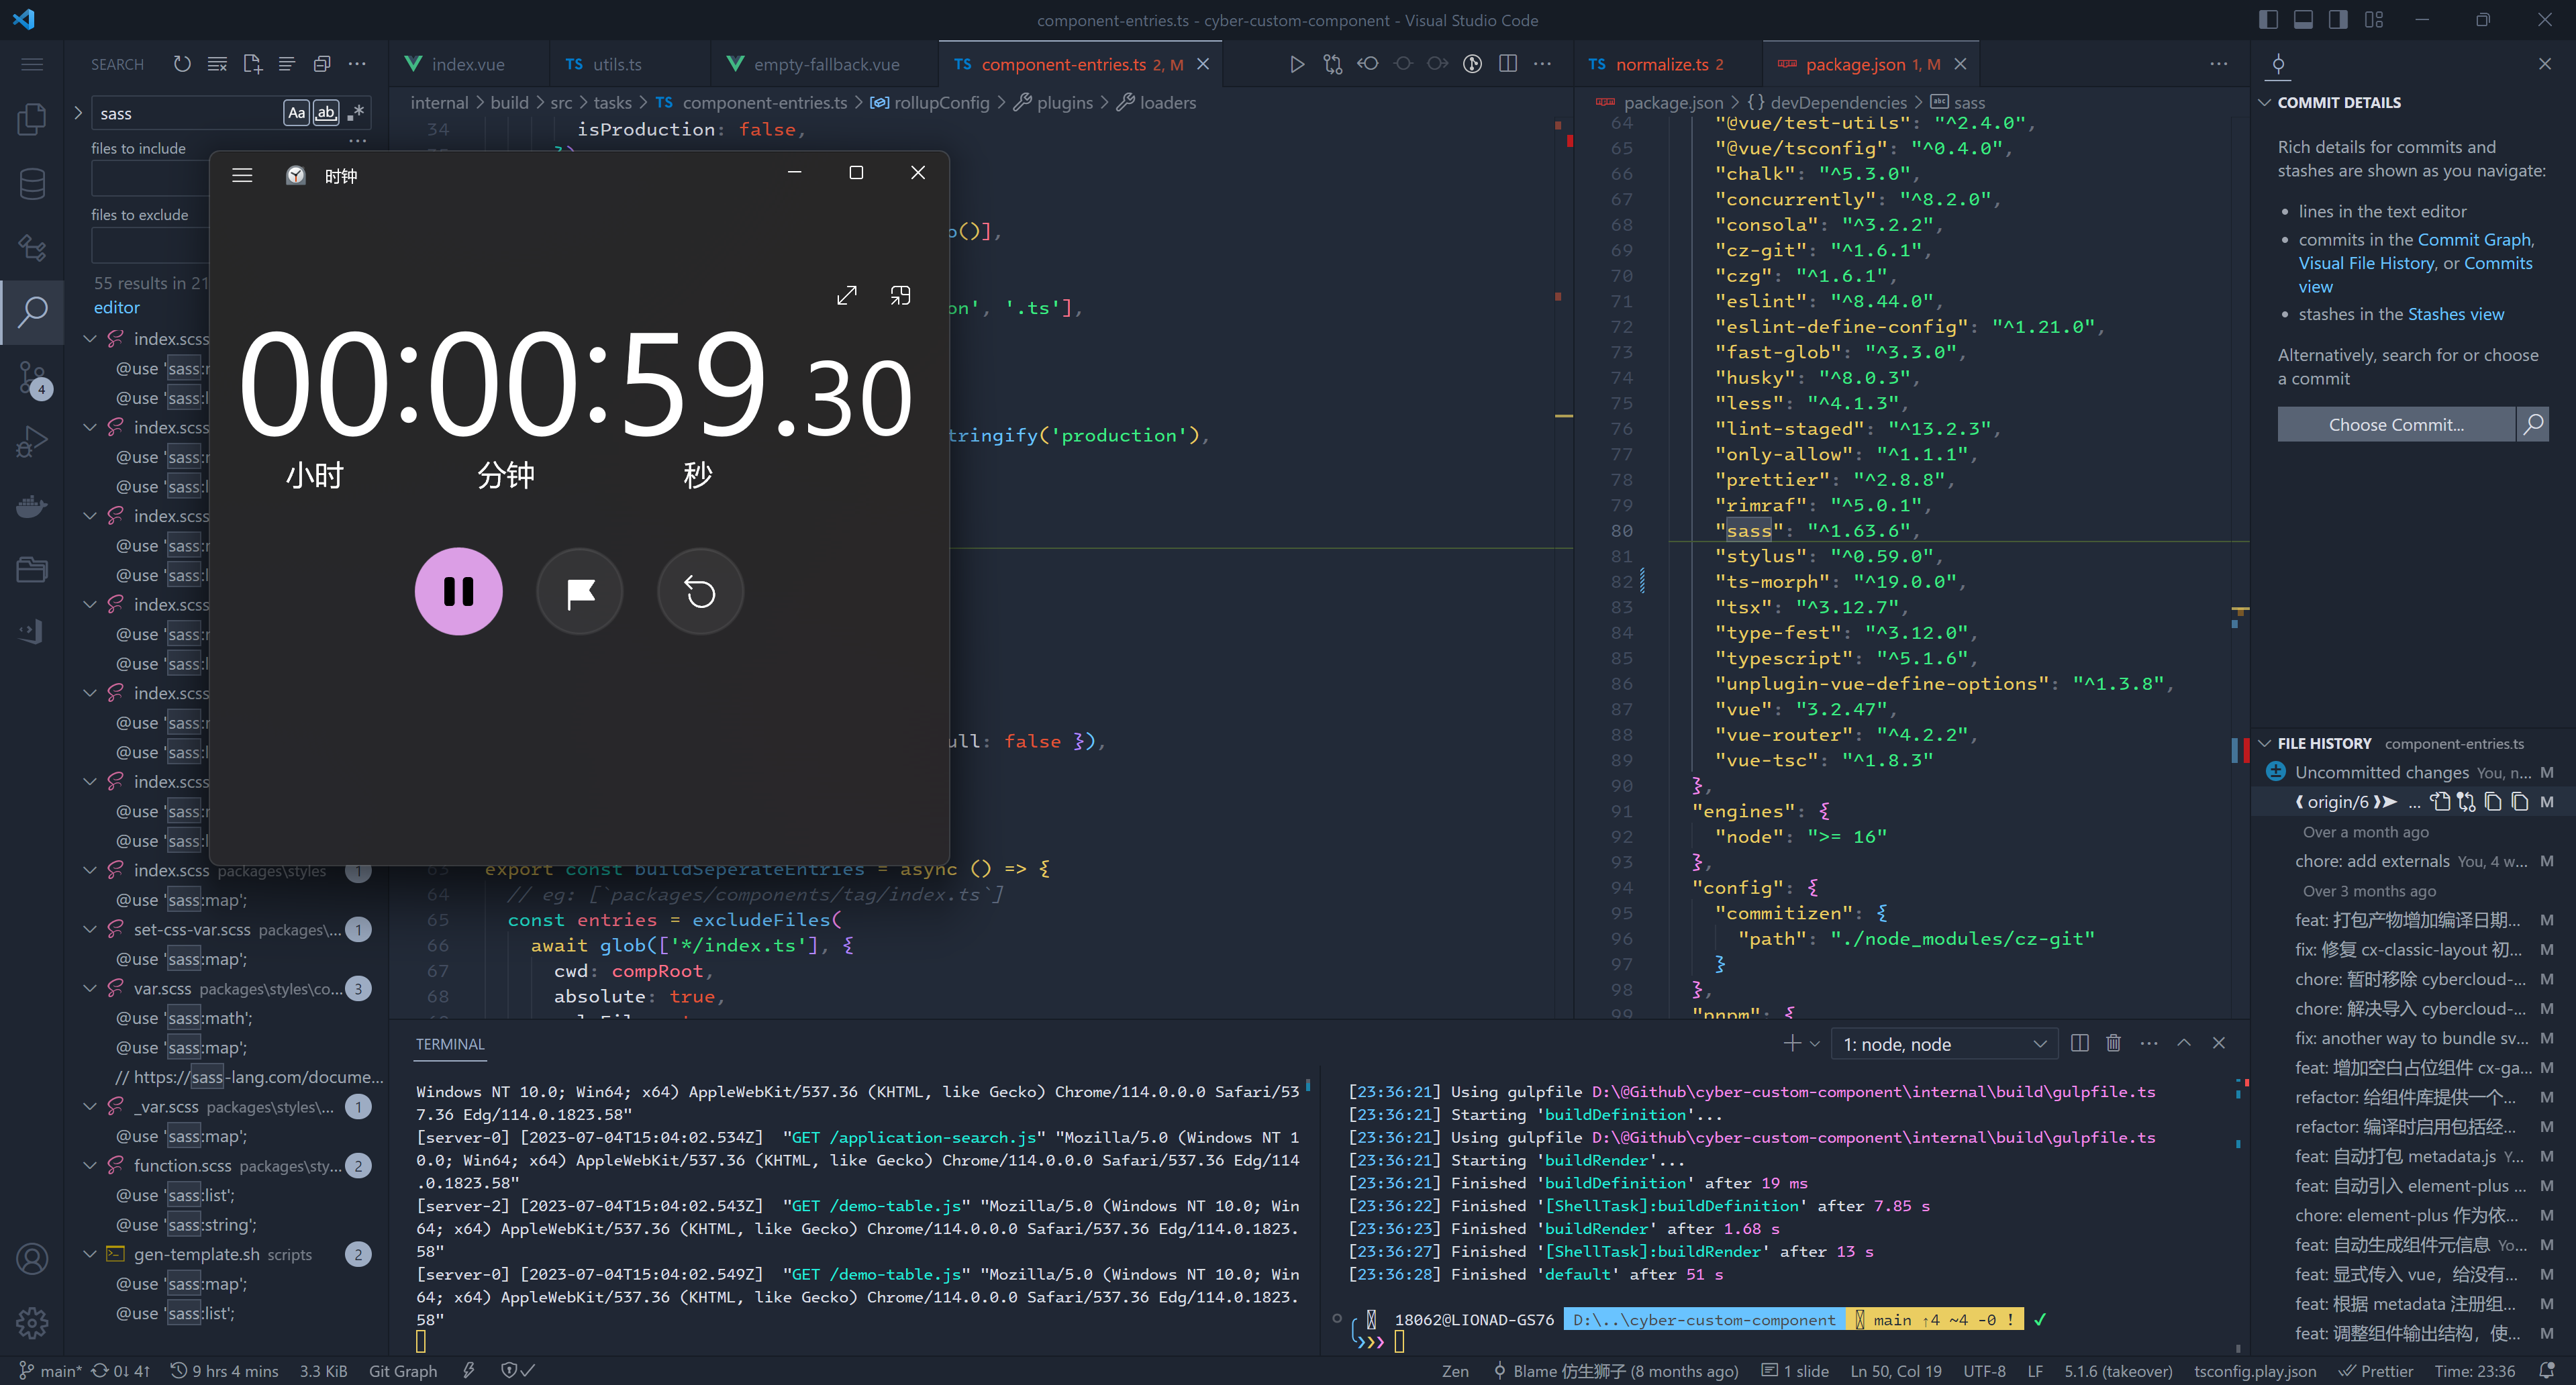 component-entries.ts - cyber-custom-component - Visual Studio Code
SEARCH
index.vue
utils.ts
empty-fallback.vue
TS component-entries.ts 2, M
TS normalize.ts 2
package.json 1, M
sass
Aa
ab
.*
files to include
files to exclude
55 results in 21
editor
index.scss
@use 'sass:
@use 'sass:l
index.scss
@use 'sass:
@use 'sass:l
index.scss
@use 'sass:
@use 'sass:l
index.scss
@use 'sass:
@use 'sass:l
index.scss
@use 'sass:
@use 'sass:l
index.scss
@use 'sass:
@use 'sass:l
index.scss packages\styles 1
@use 'sass:map';
set-css-var.scss packages\... 1
@use 'sass:map';
var.scss packages\styles\co... 3
@use 'sass:math';
@use 'sass:map';
// https://sass-lang.com/docume...
_var.scss packages\styles\... 1
@use 'sass:map';
function.scss packages\sty... 2
@use 'sass:list';
@use 'sass:string';
gen-template.sh scripts 2
@use 'sass:map';
@use 'sass:list';
4
时钟
00:00:59.30
小时
分钟
秒
internal > build > src > tasks > TS component-entries.ts > rollupConfig > plugins > loaders
34 isProduction: false,
o()],
on', '.ts'],
tringify('production'),
ull: false }),
63 export const buildSeperateEntries = async () => {
64 // eg: [`packages/components/tag/index.ts`]
65 const entries = excludeFiles(
66 await glob(['*/index.ts'], {
67 cwd: compRoot,
68 absolute: true,
package.json > {} devDependencies > sass
64 "@vue/test-utils": "^2.4.0",
65 "@vue/tsconfig": "^0.4.0",
66 "chalk": "^5.3.0",
67 "concurrently": "^8.2.0",
68 "consola": "^3.2.2",
69 "cz-git": "^1.6.1",
70 "czg": "^1.6.1",
71 "eslint": "^8.44.0",
72 "eslint-define-config": "^1.21.0",
73 "fast-glob": "^3.3.0",
74 "husky": "^8.0.3",
75 "less": "^4.1.3",
76 "lint-staged": "^13.2.3",
77 "only-allow": "^1.1.1",
78 "prettier": "^2.8.8",
79 "rimraf": "^5.0.1",
80 "sass": "^1.63.6",
81 "stylus": "^0.59.0",
82 "ts-morph": "^19.0.0",
83 "tsx": "^3.12.7",
84 "type-fest": "^3.12.0",
85 "typescript": "^5.1.6",
86 "unplugin-vue-define-options": "^1.3.8",
87 "vue": "3.2.47",
88 "vue-router": "^4.2.2",
89 "vue-tsc": "^1.8.3"
90 },
91 "engines": {
92 "node": ">= 16"
93 },
94 "config": {
95 "commitizen": {
96 "path": "./node_modules/cz-git"
97 }
98 },
99 "pnpm": {
COMMIT DETAILS
Rich details for commits and
stashes are shown as you navigate:
• lines in the text editor
• commits in the Commit Graph,
Visual File History, or Commits
view
• stashes in the Stashes view
Alternatively, search for or choose
a commit
Choose Commit...
FILE HISTORY component-entries.ts
Uncommitted changes You, n... M
origin/6 ... M
Over a month ago
chore: add externals You, 4 w... M
Over 3 months ago
feat: 打包产物增加编译日期... M
fix: 修复 cx-classic-layout 初... M
chore: 暂时移除 cybercloud-... M
chore: 解决导入 cybercloud-... M
fix: another way to bundle sv... M
feat: 增加空白占位组件 cx-ga... M
refactor: 给组件库提供一个... M
refactor: 编译时启用包括经... M
feat: 自动打包 metadata.js Y... M
feat: 自动引入 element-plus ... M
chore: element-plus 作为依... M
feat: 自动生成组件元信息 Yo... M
feat: 显式传入 vue，给没有... M
feat: 根据 metadata 注册组... M
feat: 调整组件输出结构，使... M
TERMINAL
1: node, node
Windows NT 10.0; Win64; x64) AppleWebKit/537.36 (KHTML, like Gecko) Chrome/114.0.0.0 Safari/53
7.36 Edg/114.0.1823.58"
[server-0] [2023-07-04T15:04:02.534Z] "GET /application-search.js" "Mozilla/5.0 (Windows NT 1
0.0; Win64; x64) AppleWebKit/537.36 (KHTML, like Gecko) Chrome/114.0.0.0 Safari/537.36 Edg/114
.0.1823.58"
[server-2] [2023-07-04T15:04:02.543Z] "GET /demo-table.js" "Mozilla/5.0 (Windows NT 10.0; Win
64; x64) AppleWebKit/537.36 (KHTML, like Gecko) Chrome/114.0.0.0 Safari/537.36 Edg/114.0.1823.
58"
[server-0] [2023-07-04T15:04:02.549Z] "GET /demo-table.js" "Mozilla/5.0 (Windows NT 10.0; Win
64; x64) AppleWebKit/537.36 (KHTML, like Gecko) Chrome/114.0.0.0 Safari/537.36 Edg/114.0.1823.
58"
[23:36:21] Using gulpfile D:\@Github\cyber-custom-component\internal\build\gulpfile.ts
[23:36:21] Starting 'buildDefinition'...
[23:36:21] Using gulpfile D:\@Github\cyber-custom-component\internal\build\gulpfile.ts
[23:36:21] Starting 'buildRender'...
[23:36:21] Finished 'buildDefinition' after 19 ms
[23:36:22] Finished '[ShellTask]:buildDefinition' after 7.85 s
[23:36:23] Finished 'buildRender' after 1.68 s
[23:36:27] Finished '[ShellTask]:buildRender' after 13 s
[23:36:28] Finished 'default' after 51 s
18062@LIONAD-GS76 D:\..\cyber-custom-component main ↑4 ~4 -0 ! ✓
❯❯❯
main* 0↓ 4↑ 9 hrs 4 mins 3.3 KiB Git Graph
Zen Blame 仿生狮子 (8 months ago) 1 slide Ln 50, Col 19 UTF-8 LF 5.1.6 (takeover) tsconfig.play.json Prettier Time: 23:36